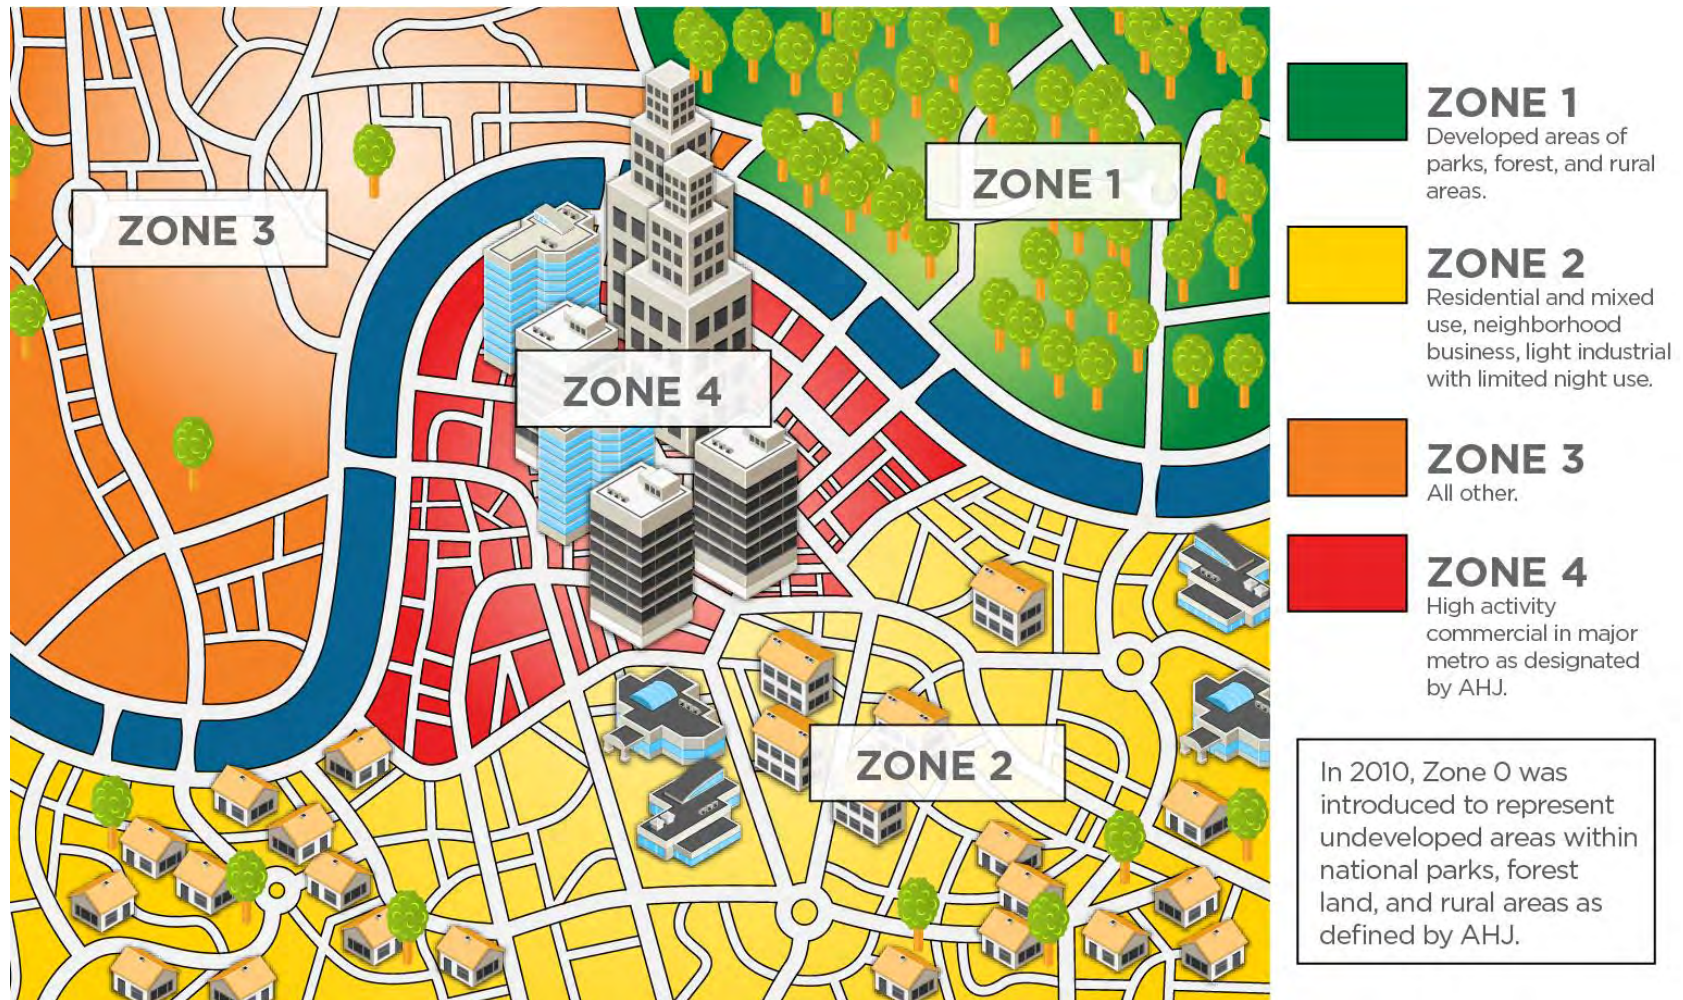 ZONE 1
ZONE 3
ZONE 4
ZONE 2
ZONE 1
Developed areas of
parks, forest, and rural
areas.
ZONE 2
Residential and mixed
use, neighborhood
business, light industrial
with limited night use.
ZONE 3
All other.
ZONE 4
High activity
commercial in major
metro as designated
by AHJ.
In 2010, Zone 0 was
introduced to represent
undeveloped areas within
national parks, forest
land, and rural areas as
defined by AHJ.